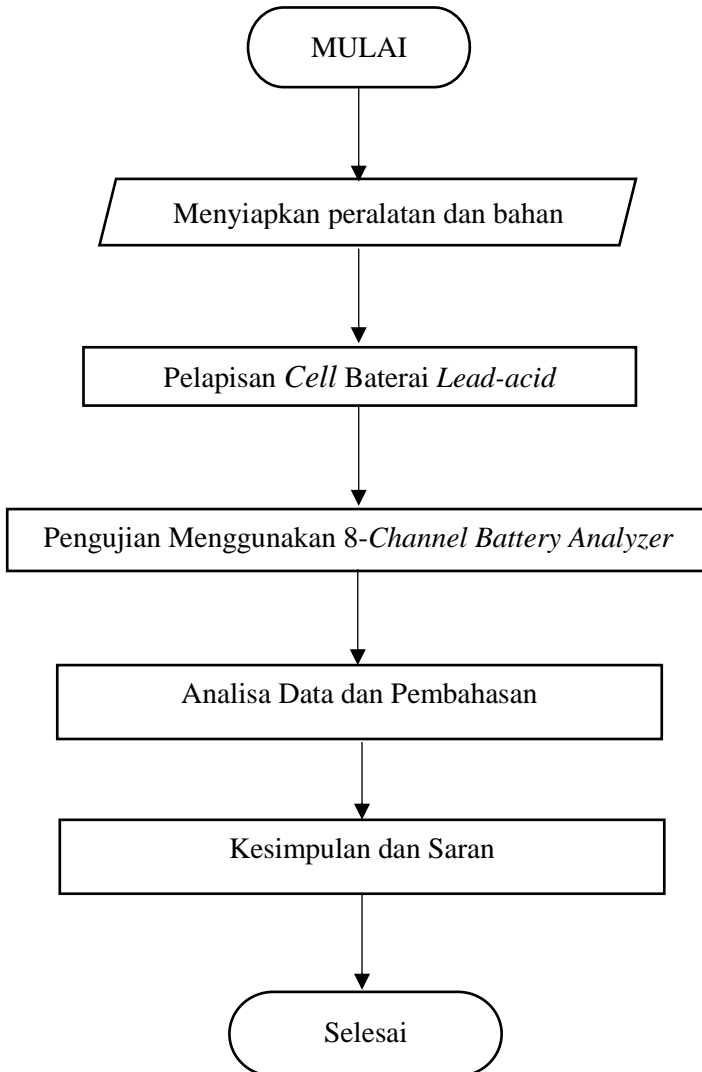 MULAI
Menyiapkan peralatan dan bahan
Pelapisan Cell Baterai Lead-acid
Pengujian Menggunakan 8-Channel Battery Analyzer
Analisa Data dan Pembahasan
Kesimpulan dan Saran
Selesai